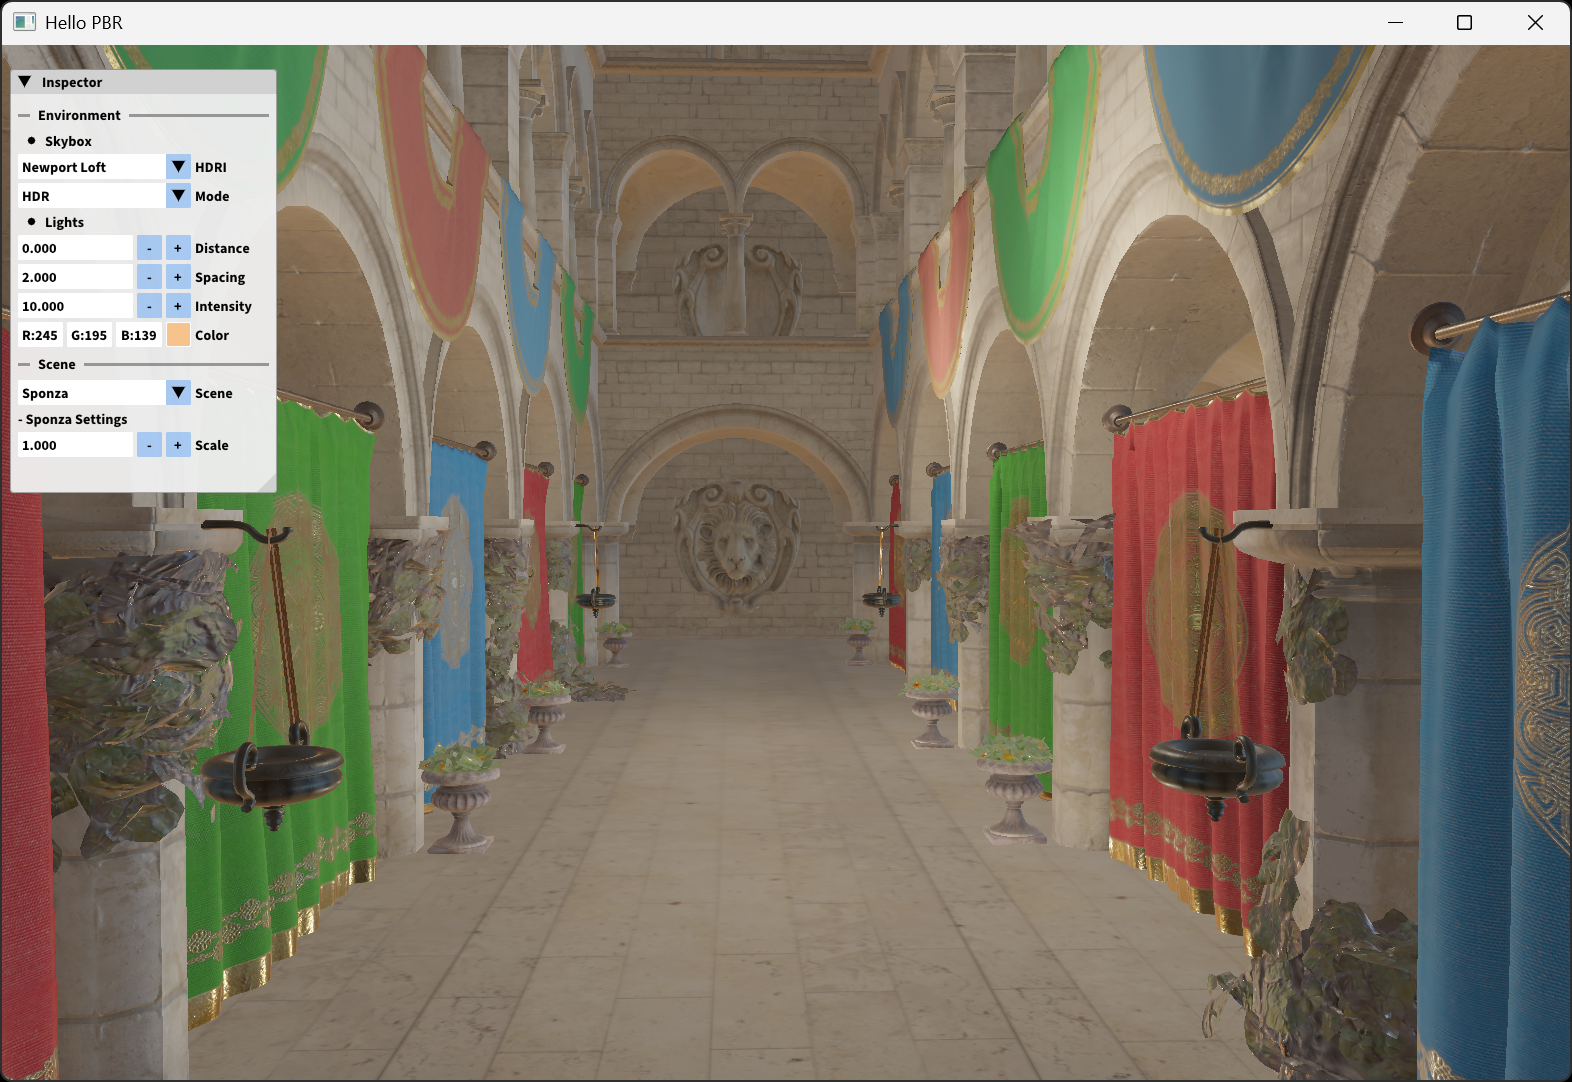 Hello PBR
Inspector
Environment
Skybox
Newport Loft HDRI
HDR Mode
Lights
0.000 - + Distance
2.000 - + Spacing
10.000 - + Intensity
R:245 G:195 B:139 Color
Scene
Sponza Scene
- Sponza Settings
1.000 - + Scale